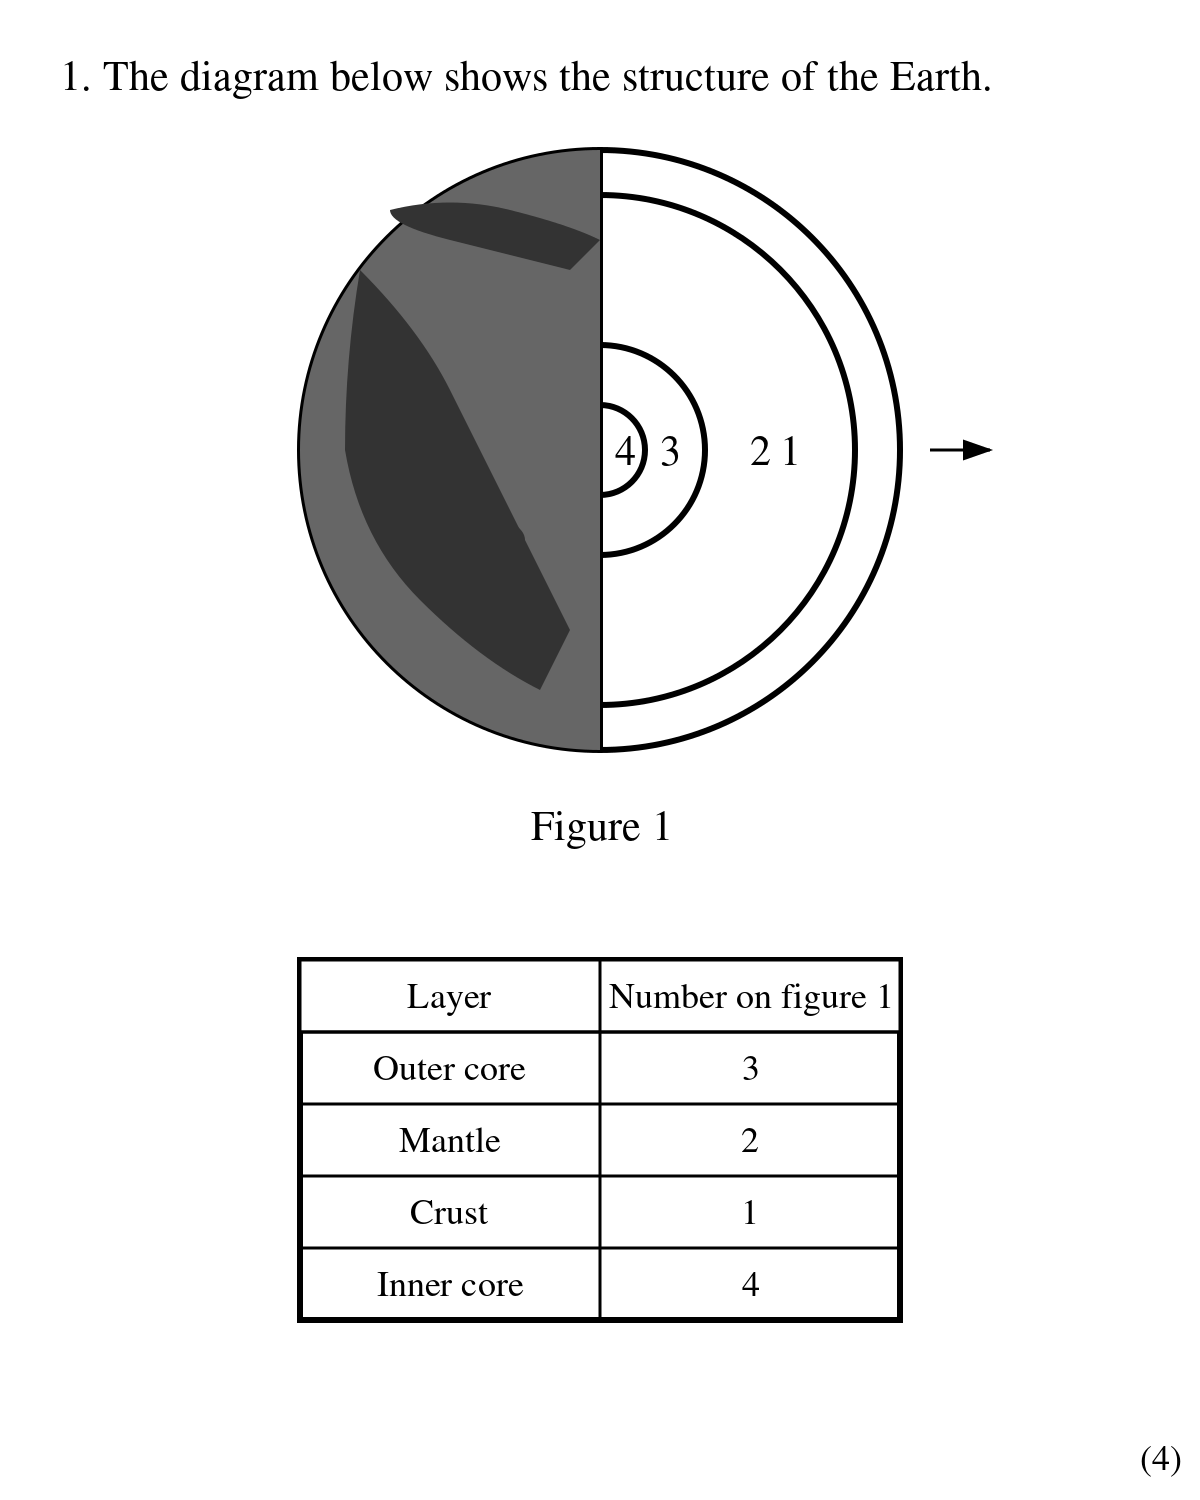 1. The diagram below shows the structure of the Earth.
4 3 2 1
Figure 1
Layer Number on figure 1
Outer core 3
Mantle 2
Crust 1
Inner core 4
(4)